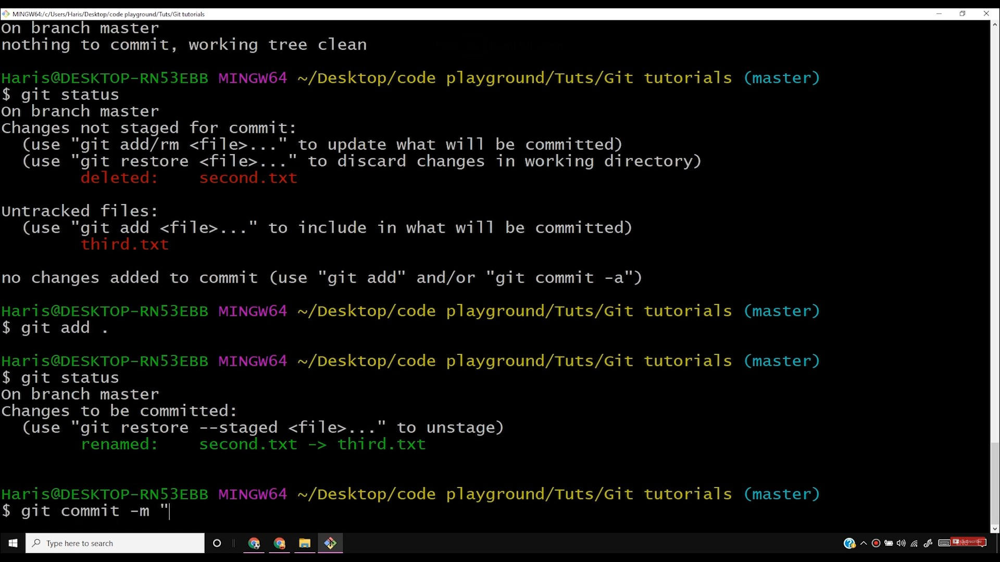 MINGW64:/c/Users/Haris/Desktop/code playground/Tuts/Git tutorials
On branch master
nothing to commit, working tree clean
Haris@DESKTOP-RN53EBB MINGW64 ~/Desktop/code playground/Tuts/Git tutorials (master)
$ git status
On branch master
Changes not staged for commit:
  (use "git add/rm <file>..." to update what will be committed)
  (use "git restore <file>..." to discard changes in working directory)
        deleted:    second.txt
Untracked files:
  (use "git add <file>..." to include in what will be committed)
        third.txt
no changes added to commit (use "git add" and/or "git commit -a")
Haris@DESKTOP-RN53EBB MINGW64 ~/Desktop/code playground/Tuts/Git tutorials (master)
$ git add .
Haris@DESKTOP-RN53EBB MINGW64 ~/Desktop/code playground/Tuts/Git tutorials (master)
$ git status
On branch master
Changes to be committed:
  (use "git restore --staged <file>..." to unstage)
        renamed:    second.txt -> third.txt
Haris@DESKTOP-RN53EBB MINGW64 ~/Desktop/code playground/Tuts/Git tutorials (master)
$ git commit -m "
Type here to search
Subscribe